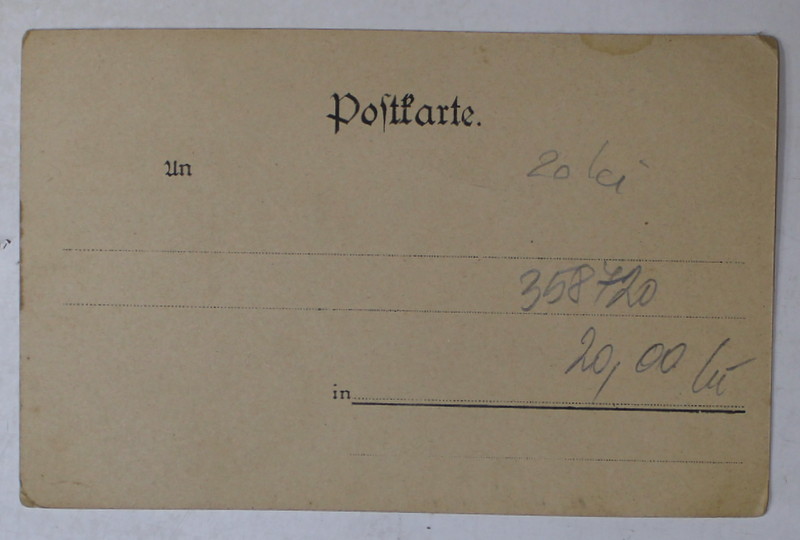 Postkarte.
An
20 lei
358720
20,00 lei
in